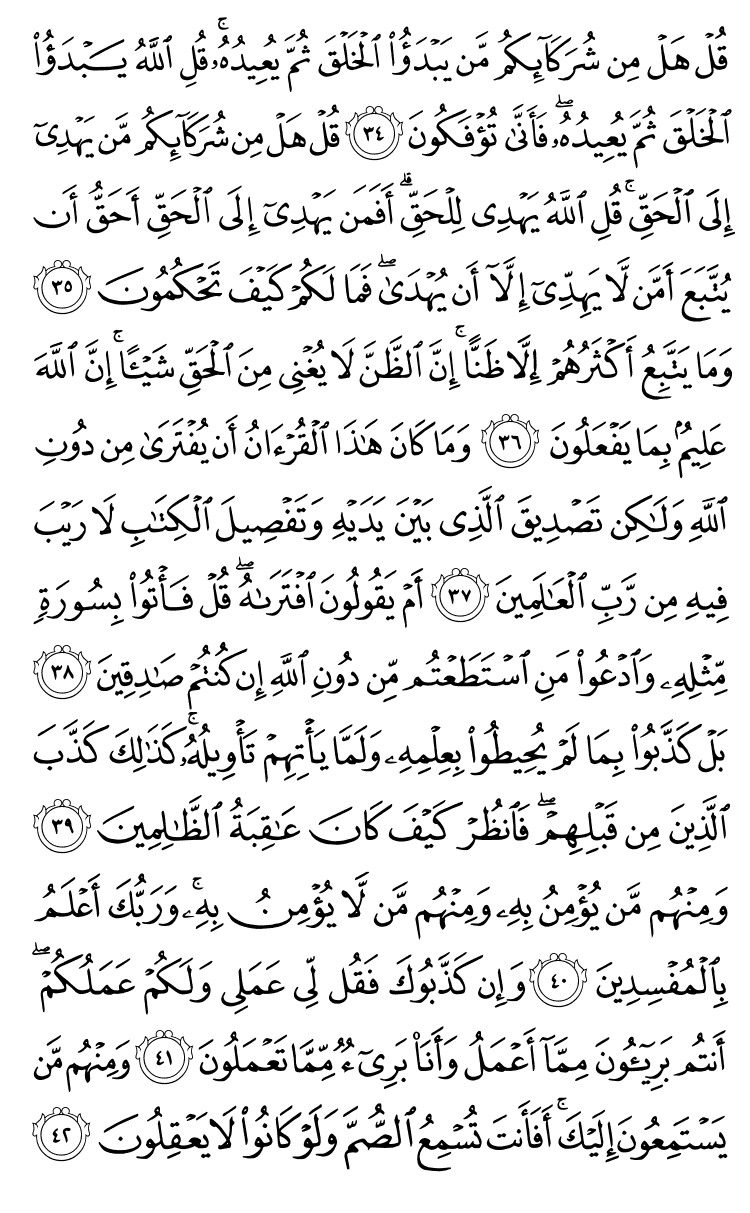 قُلْ هَلْ مِن شُرَكَآئِكُم مَّن يَبْدَؤُا۟ ٱلْخَلْقَ ثُمَّ يُعِيدُهُۥ ۚ قُلِ ٱللَّهُ يَبْدَؤُا۟
ٱلْخَلْقَ ثُمَّ يُعِيدُهُۥ ۖ فَأَنَّىٰ تُؤْفَكُونَ ٣٤ قُلْ هَلْ مِن شُرَكَآئِكُم مَّن يَهْدِىٓ
إِلَى ٱلْحَقِّ ۚ قُلِ ٱللَّهُ يَهْدِى لِلْحَقِّ ۗ أَفَمَن يَهْدِىٓ إِلَى ٱلْحَقِّ أَحَقُّ أَن
يُتَّبَعَ أَمَّن لَّا يَهِدِّىٓ إِلَّآ أَن يُهْدَىٰ ۖ فَمَا لَكُمْ كَيْفَ تَحْكُمُونَ ٣٥
وَمَا يَتَّبِعُ أَكْثَرُهُمْ إِلَّا ظَنًّا ۚ إِنَّ ٱلظَّنَّ لَا يُغْنِى مِنَ ٱلْحَقِّ شَيْـًٔا ۚ إِنَّ ٱللَّهَ
عَلِيمٌۢ بِمَا يَفْعَلُونَ ٣٦ وَمَا كَانَ هَٰذَا ٱلْقُرْءَانُ أَن يُفْتَرَىٰ مِن دُونِ
ٱللَّهِ وَلَٰكِن تَصْدِيقَ ٱلَّذِى بَيْنَ يَدَيْهِ وَتَفْصِيلَ ٱلْكِتَٰبِ لَا رَيْبَ
فِيهِ مِن رَّبِّ ٱلْعَٰلَمِينَ ٣٧ أَمْ يَقُولُونَ ٱفْتَرَىٰهُ ۖ قُلْ فَأْتُوا۟ بِسُورَةٍ
مِّثْلِهِۦ وَٱدْعُوا۟ مَنِ ٱسْتَطَعْتُم مِّن دُونِ ٱللَّهِ إِن كُنتُمْ صَٰدِقِينَ ٣٨
بَلْ كَذَّبُوا۟ بِمَا لَمْ يُحِيطُوا۟ بِعِلْمِهِۦ وَلَمَّا يَأْتِهِمْ تَأْوِيلُهُۥ ۚ كَذَٰلِكَ كَذَّبَ
ٱلَّذِينَ مِن قَبْلِهِمْ ۖ فَٱنظُرْ كَيْفَ كَانَ عَٰقِبَةُ ٱلظَّٰلِمِينَ ٣٩
وَمِنْهُم مَّن يُؤْمِنُ بِهِۦ وَمِنْهُم مَّن لَّا يُؤْمِنُ بِهِۦ ۚ وَرَبُّكَ أَعْلَمُ
بِٱلْمُفْسِدِينَ ٤٠ وَإِن كَذَّبُوكَ فَقُل لِّى عَمَلِى وَلَكُمْ عَمَلُكُمْ ۖ
أَنتُم بَرِيٓـُٔونَ مِمَّآ أَعْمَلُ وَأَنَا۠ بَرِىٓءٌ مِّمَّا تَعْمَلُونَ ٤١ وَمِنْهُم مَّن
يَسْتَمِعُونَ إِلَيْكَ ۚ أَفَأَنتَ تُسْمِعُ ٱلصُّمَّ وَلَوْ كَانُوا۟ لَا يَعْقِلُونَ ٤٢